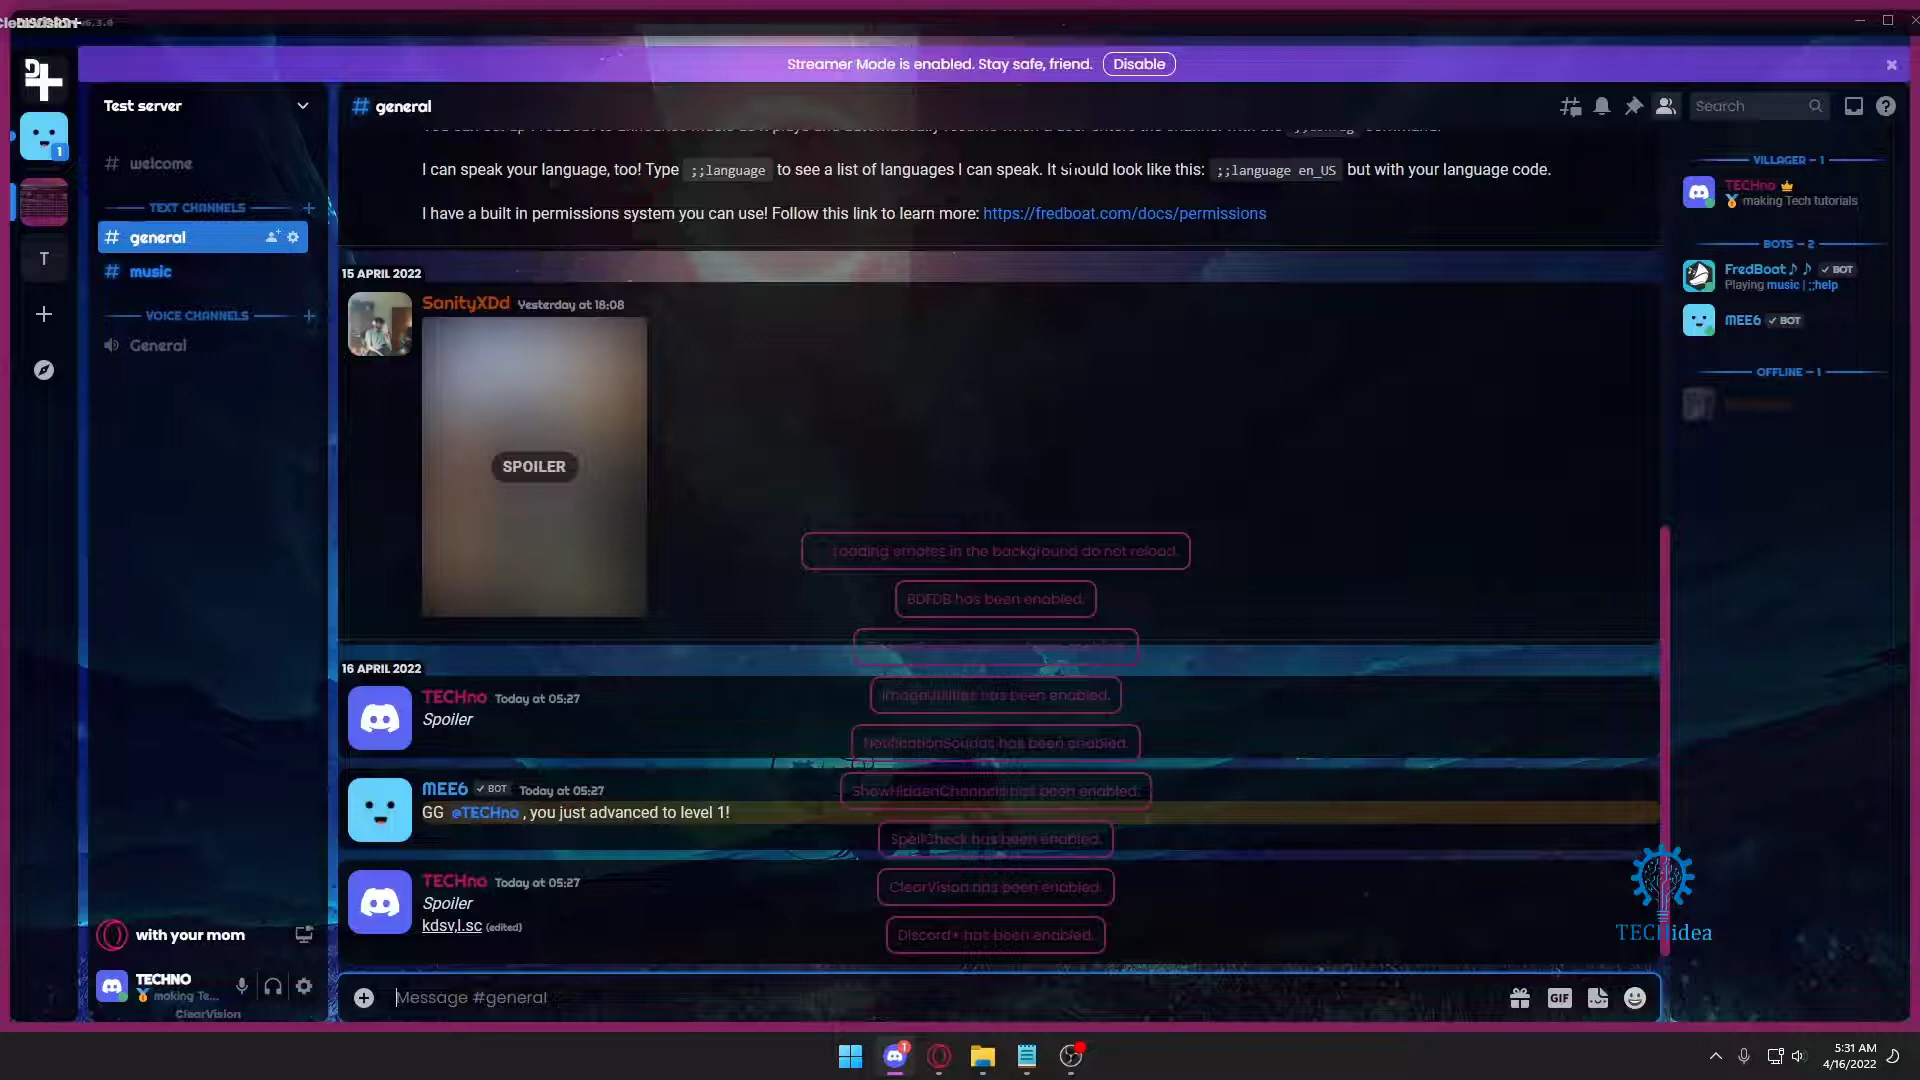 v6.3.0
Streamer Mode is enabled. Stay safe, friend. Disable
Test server
# general
Search
1
# welcome
TEXT CHANNELS
# general
# music
T
VOICE CHANNELS
General
I can speak your language, too! Type ;;language to see a list of languages I can speak. It should look like this: ;;language en_US but with your language code.
I have a built in permissions system you can use! Follow this link to learn more: https://fredboat.com/docs/permissions
15 APRIL 2022
SanityXDd Yesterday at 18:08
SPOILER
Loading emotes in the background do not reload.
BDFDB has been enabled.
ImageUtilities has been enabled.
NotificationSounds has been enabled.
ShowHiddenChannels has been enabled.
SpellCheck has been enabled.
ClearVision has been enabled.
Discord+ has been enabled.
16 APRIL 2022
TECHno Today at 05:27
Spoiler
MEE6 BOT Today at 05:27
GG @TECHno , you just advanced to level 1!
TECHno Today at 05:27
Spoiler
kdsv,l.sc (edited)
VILLAGER – 1
TECHno
making Tech tutorials
BOTS – 2
FredBoat♪♪ BOT
Playing music | ;;help
MEE6 BOT
OFFLINE – 1
TECHidea
with your mom
TECHNO
making Te...
ClearVision
Message #general
GIF
1
5:31 AM
4/16/2022